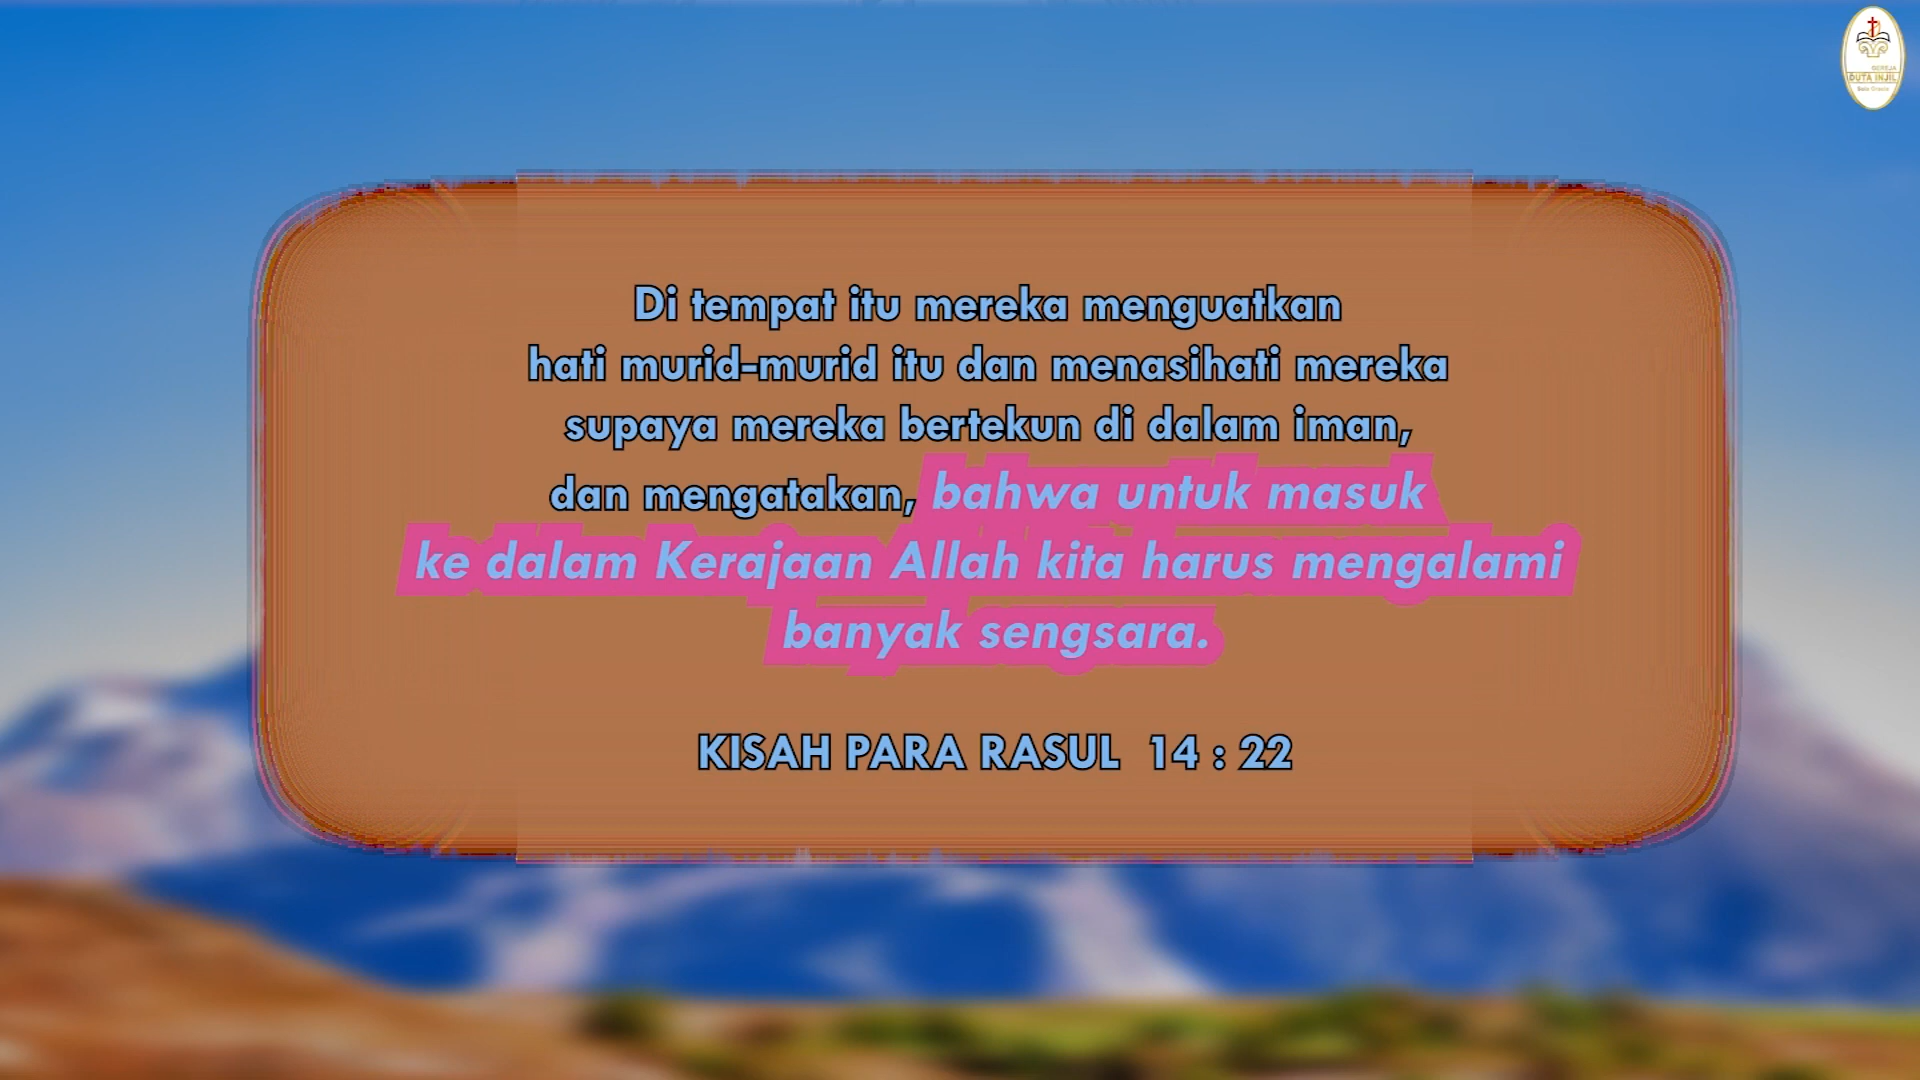 GEREJA
DUTA INJIL
Di tempat itu mereka menguatkan
hati murid-murid itu dan menasihati mereka
supaya mereka bertekun di dalam iman,
dan mengatakan, bahwa untuk masuk
ke dalam Kerajaan Allah kita harus mengalami
banyak sengsara.
KISAH PARA RASUL 14 : 22